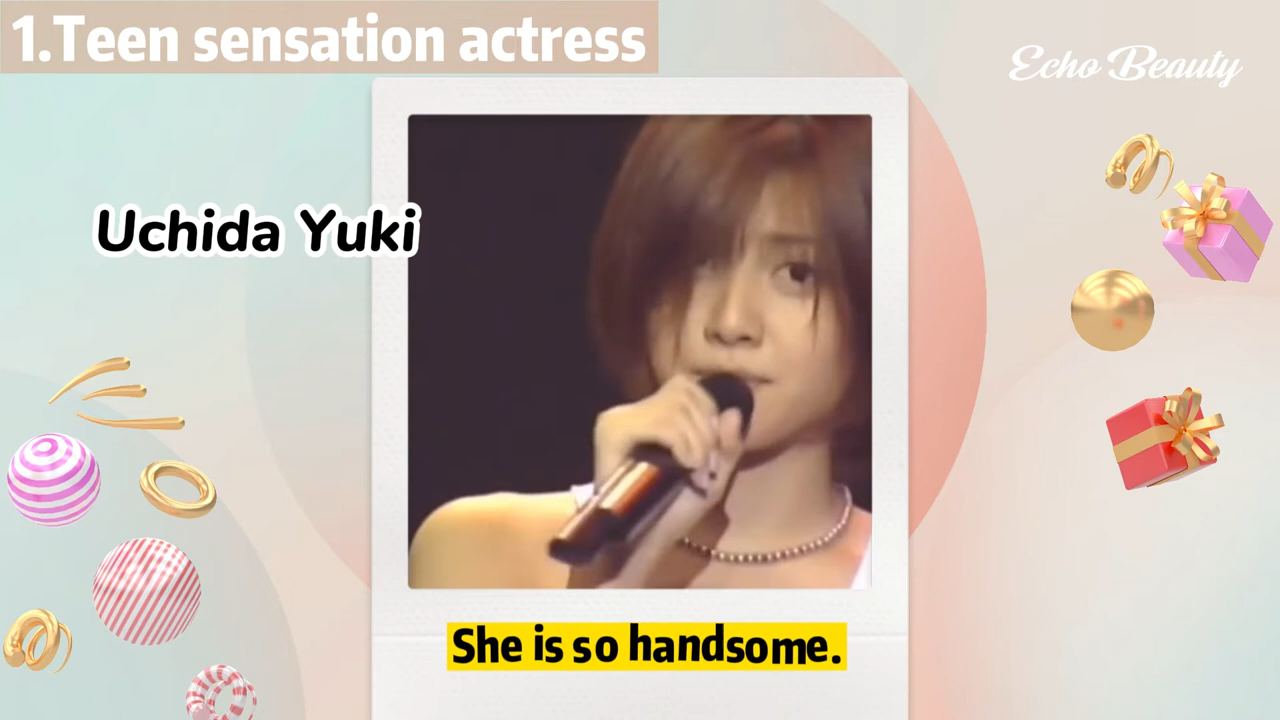 1.Teen sensation actress
Echo Beauty
Uchida Yuki
She is so handsome.